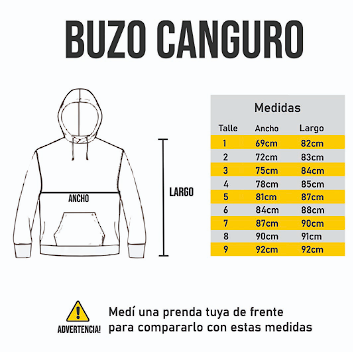 BUZO CANGURO
Medidas
Talle Ancho Largo
1 69cm 82cm
2 72cm 83cm
3 75cm 84cm
4 78cm 85cm
5 81cm 87cm
6 84cm 88cm
7 87cm 90cm
8 90cm 91cm
9 92cm 92cm
ANCHO
LARGO
ADVERTENCIA!
Medí una prenda tuya de frente
para compararlo con estas medidas